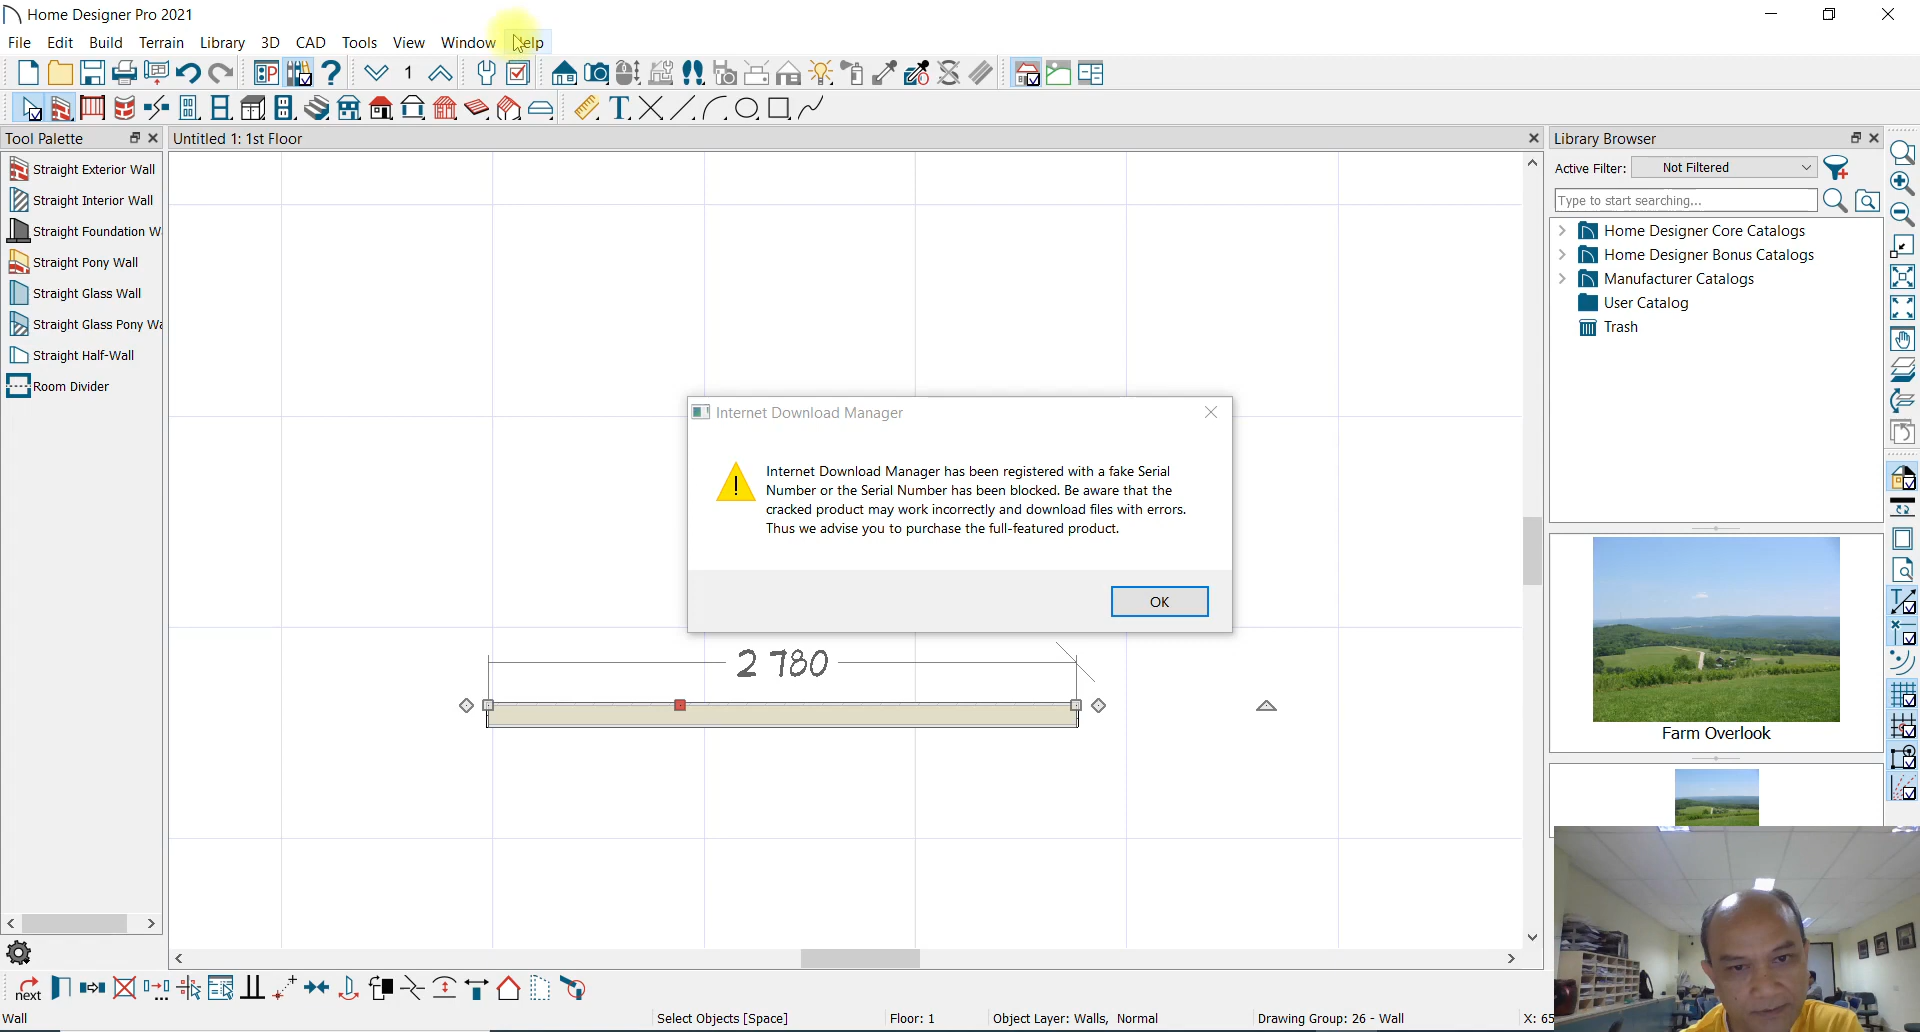 Home Designer Pro 2021
File Edit Build Terrain Library 3D CAD Tools View Window Help
1
Tool Palette
Untitled 1: 1st Floor
Library Browser
Straight Exterior Wall
Straight Interior Wall
Straight Foundation W
Straight Pony Wall
Straight Glass Wall
Straight Glass Pony Wa
Straight Half-Wall
Room Divider
Active Filter: Not Filtered
Type to start searching...
Home Designer Core Catalogs
Home Designer Bonus Catalogs
Manufacturer Catalogs
User Catalog
Trash
Internet Download Manager
Internet Download Manager has been registered with a fake Serial
Number or the Serial Number has been blocked. Be aware that the
cracked product may work incorrectly and download files with errors.
Thus we advise you to purchase the full-featured product.
OK
2 780
Farm Overlook
next
Wall
Select Objects [Space]
Floor: 1
Object Layer: Walls, Normal
Drawing Group: 26 - Wall
X: 65